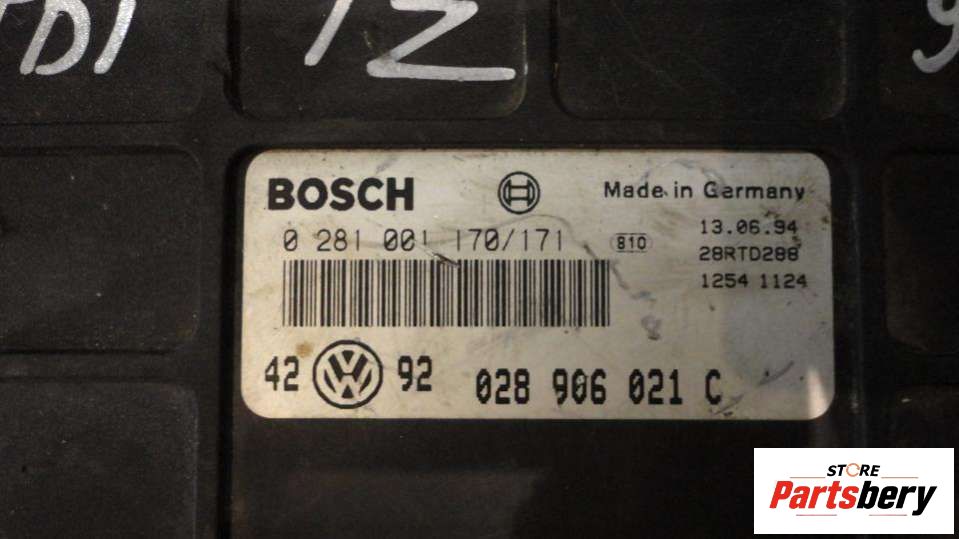 TDI
BOSCH
Made in Germany
0 281 001 170/171
810
13.06.94
28RTD288
1254 1124
42 VW 92 028 906 021 C
STORE
Partsbery